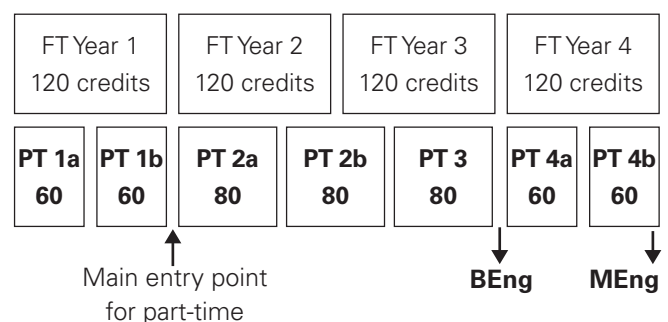 FT Year 1
120 credits
FT Year 2
120 credits
FT Year 3
120 credits
FT Year 4
120 credits
PT 1a
60
PT 1b
60
PT 2a
80
PT 2b
80
PT 3
80
PT 4a
60
PT 4b
60
Main entry point
for part-time
BEng
MEng